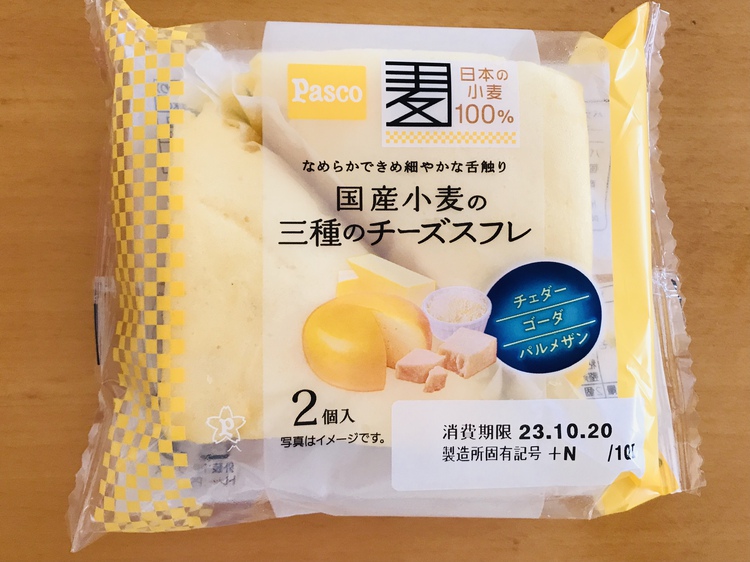 Pasco
麦
日本の
小麦
100%
なめらかできめ細やかな舌触り
国産小麦の
三種のチーズスフレ
チェダー
ゴーダ
パルメザン
2個入
写真はイメージです。
消費期限 23.10.20
製造所固有記号 +N /10